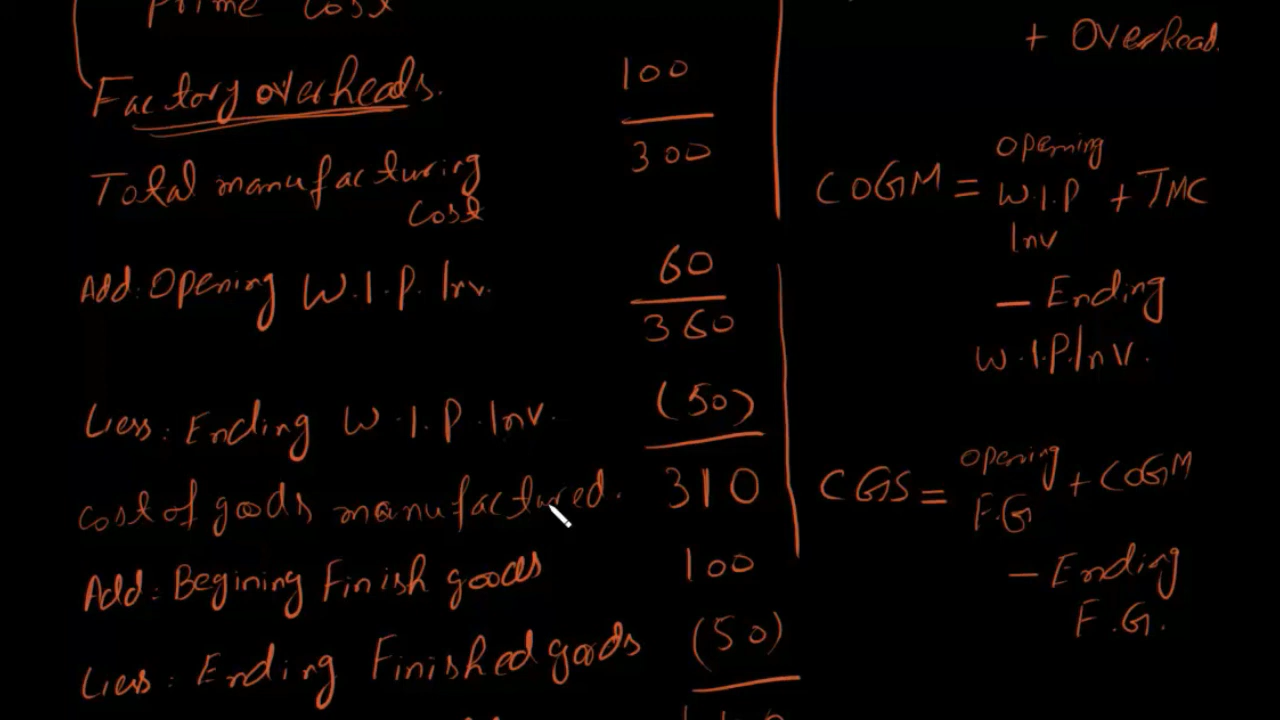 Prime Cost
Factory overheads. 100
300
Total manufacturing
Cost
Add: Opening W.I.P. Inv. 60
360
Less: Ending W.I.P. Inv. (50)
Cost of goods manufactured. 310
Add: Begining Finish goods 100
Less: Ending Finished goods (50)
+ Overhead.
Opening
COGM = W.I.P + TMC
Inv
- Ending
W.I.P Inv.
Opening
CGS = F.G + COGM
- Ending
F.G.